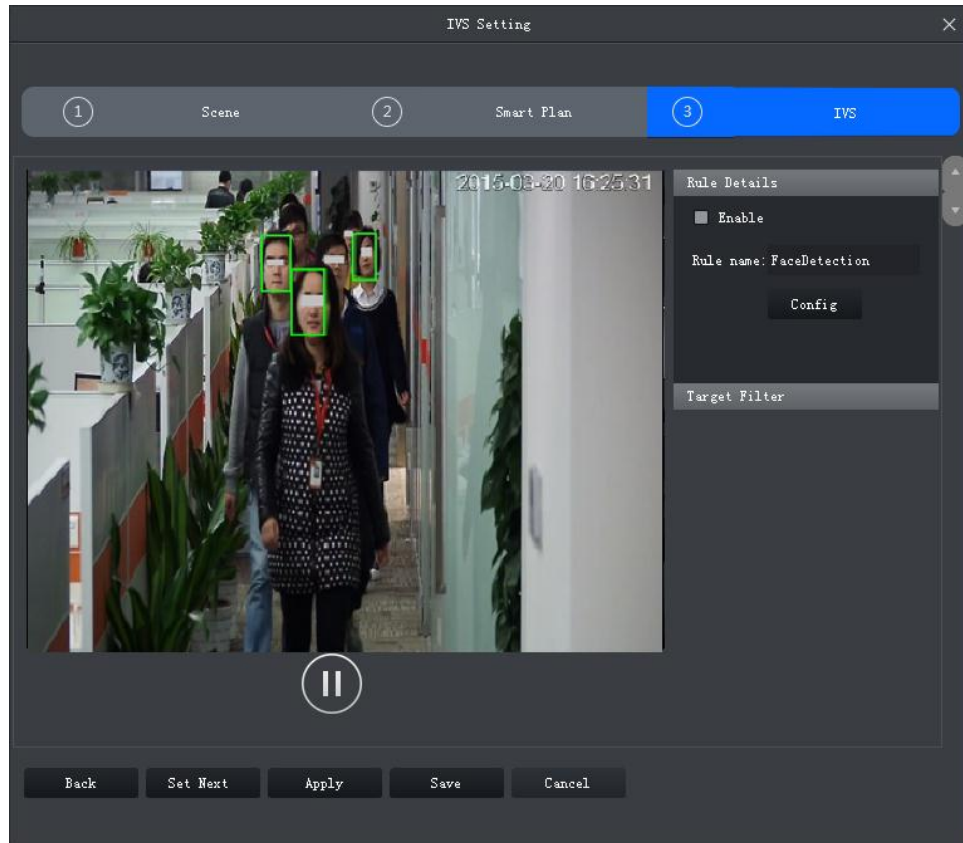 IVS Setting
1 Scene 2 Smart Plan 3 IVS
2015-03-20 16:25:31
Rule Details
Enable
Rule name: FaceDetection
Config
Target Filter
Back Set Next Apply Save Cancel